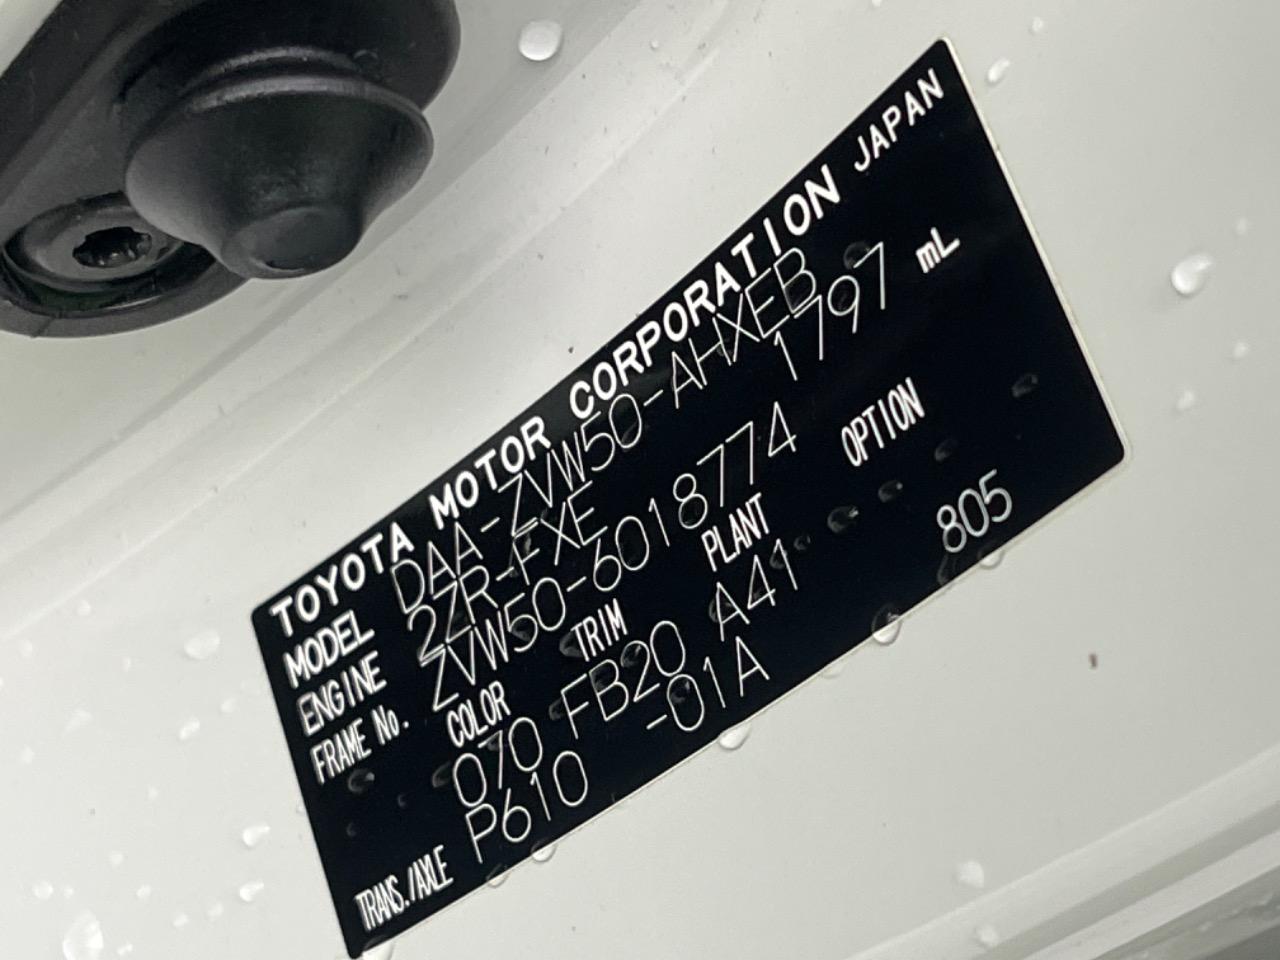 TOYOTA MOTOR CORPORATION JAPAN
MODEL DAA-ZVW50-AHXEB
ENGINE 2ZR-FXE 1797 mL
FRAME No. ZVW50-6018774
COLOR TRIM PLANT OPTION
070 FB20 A41 805
TRANS./AXLE P610 -01A